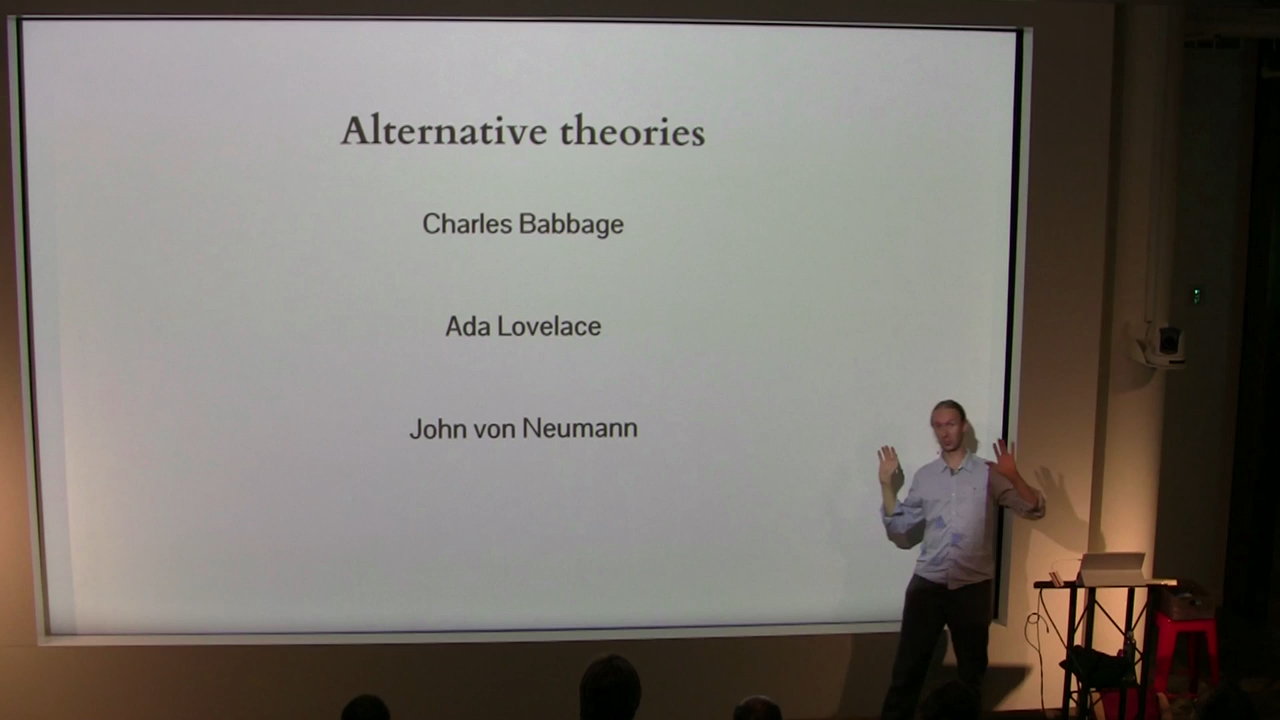 Alternative theories
Charles Babbage
Ada Lovelace
John von Neumann